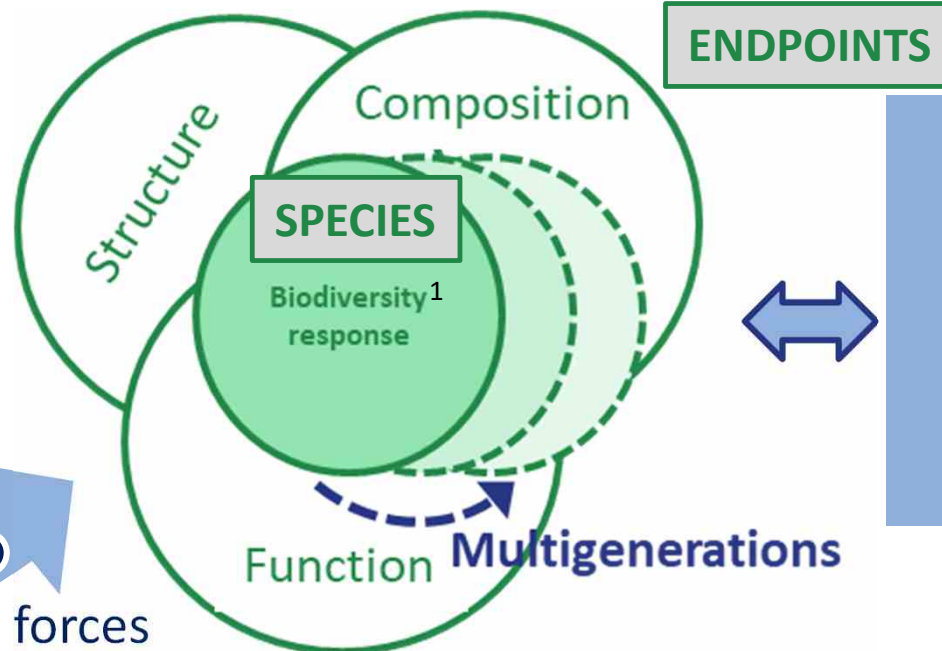 ENDPOINTS
Composition
Structure
SPECIES
Biodiversity1
response
Multigenerations
Function
forces